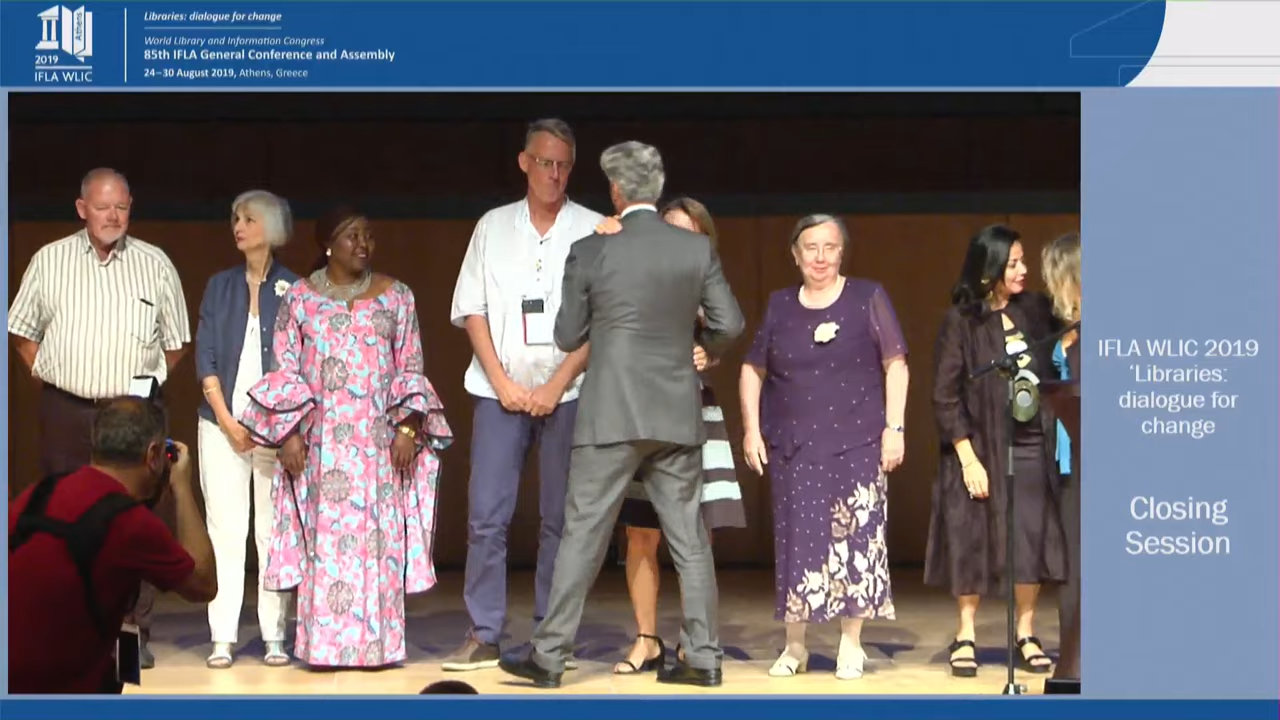 Athens
2019
IFLA WLIC
Libraries: dialogue for change
World Library and Information Congress
85th IFLA General Conference and Assembly
24–30 August 2019, Athens, Greece
IFLA WLIC 2019
‘Libraries:
dialogue for
change
Closing
Session